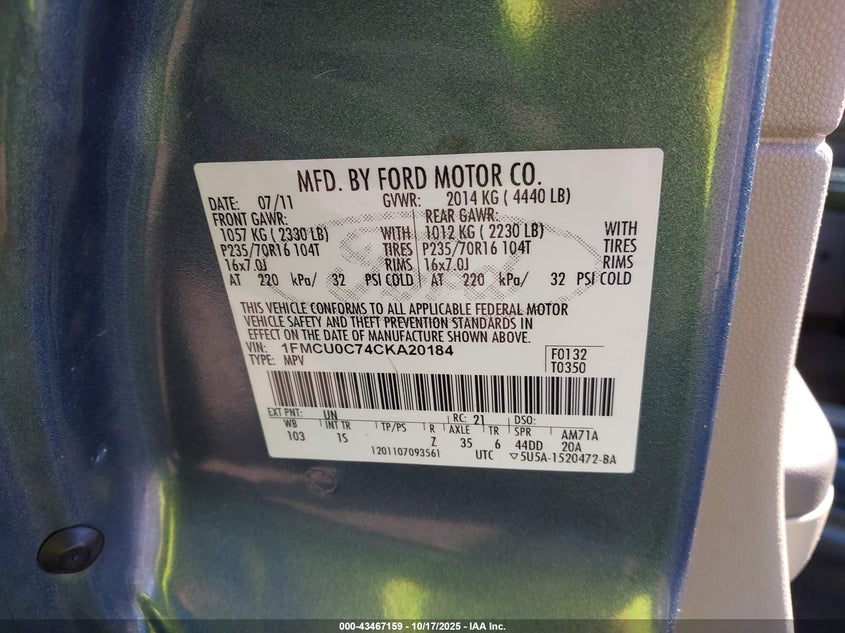 MFD. BY FORD MOTOR CO.
DATE: 07/11 GVWR: 2014 KG ( 4440 LB)
FRONT GAWR: REAR GAWR:
1057 KG ( 2330 LB) WITH 1012 KG ( 2230 LB) WITH
P235/70R16 104T TIRES P235/70R16 104T TIRES
16x7.0J RIMS 16x7.0J RIMS
AT 220 kPa/ 32 PSI COLD AT 220 kPa/ 32 PSI COLD
THIS VEHICLE CONFORMS TO ALL APPLICABLE FEDERAL MOTOR
VEHICLE SAFETY AND THEFT PREVENTION STANDARDS IN
EFFECT ON THE DATE OF MANUFACTURE SHOWN ABOVE.
VIN: 1FMCU0C74CKA20184 F0132
TYPE: MPV T0350
EXT PNT: UN RC: 21 DSO:
WB INT TR TP/PS R AXLE TR SPR AM71A
103 1S Z 35 6 44DD 20A
1201107093561 UTC ▽5U5A-1520472-BA
000-43467159 - 10/17/2025 - IAA Inc.